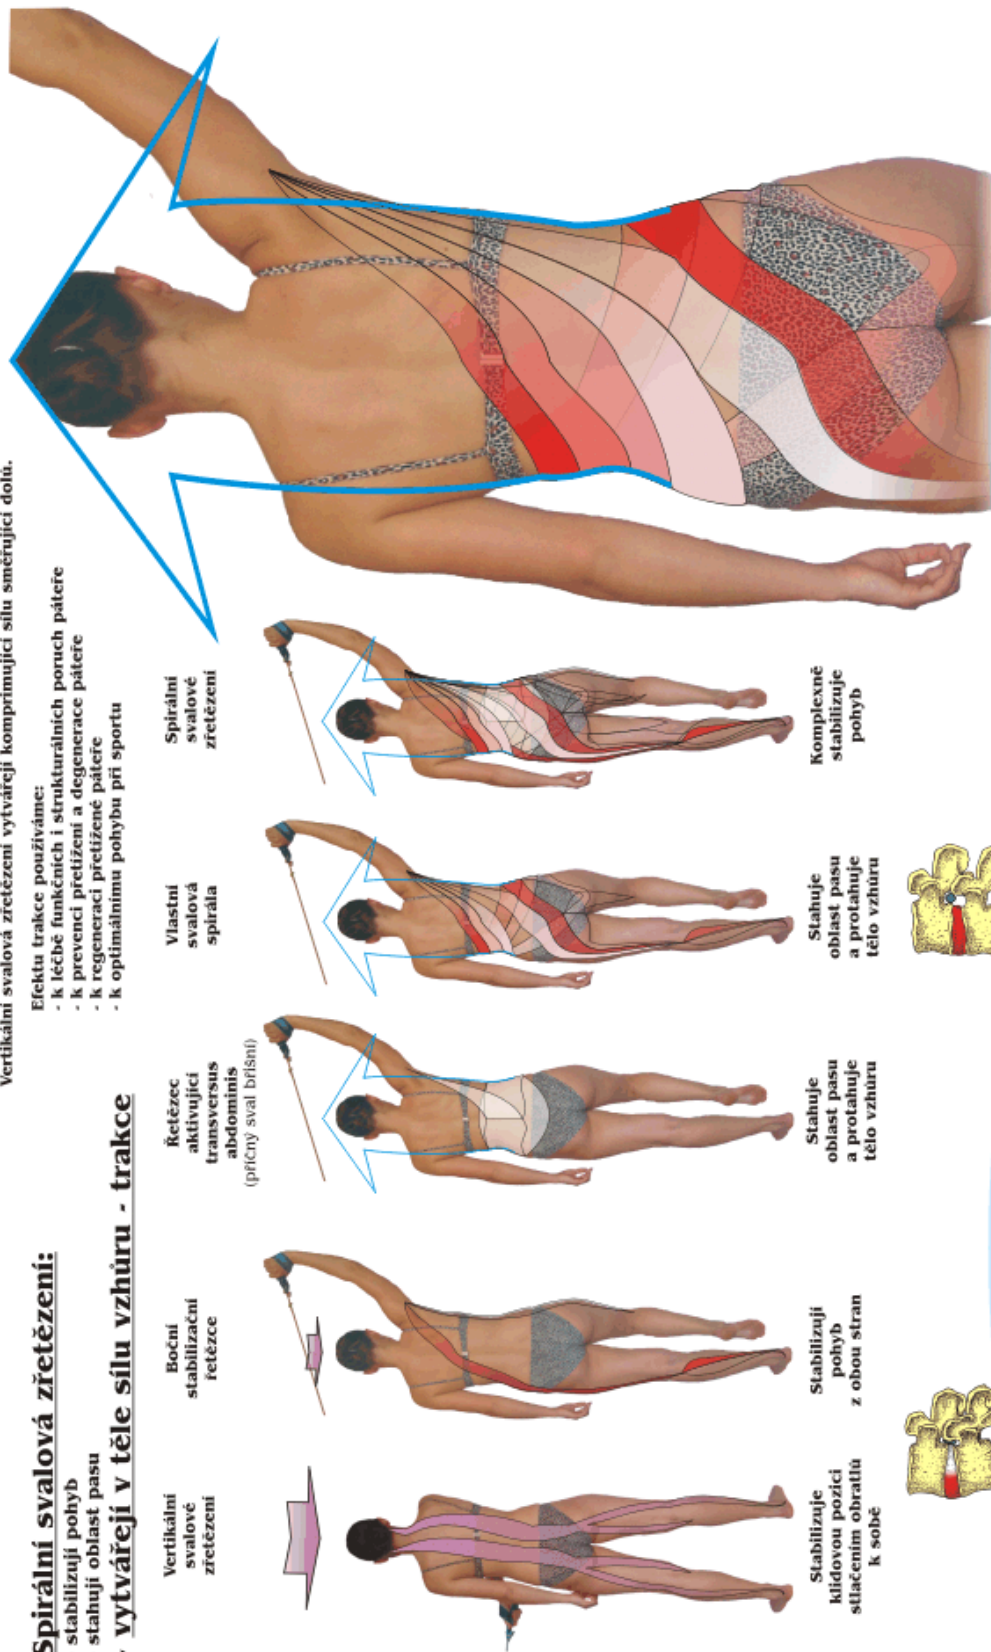 Spirální svalová zřetězení:
stabilizují pohyb
stahují oblast pasu
vytvářejí v těle sílu vzhůru - trakce
Vertikální svalová zřetězení vytvářejí komprimující sílu směřující dolů.
Efektu trakce používáme:
- k léčbě funkčních i strukturálních poruch páteře
- k prevenci přetížení a degenerace páteře
- k regeneraci přetížené páteře
- k optimálnímu pohybu při sportu
Vertikální
svalové
zřetězení
Boční
stabilizační
řetězce
Řetězec
aktivující
transversus
abdominis
(příčný sval břišní)
Vlastní
svalová
spirála
Spirální
svalové
zřetězení
Stabilizuje
klidovou pozici
stlačením obratlů
k sobě
Stabilizují
pohyb
z obou stran
Stahuje
oblast pasu
a protahuje
tělo vzhůru
Stahuje
oblast pasu
a protahuje
tělo vzhůru
Komplexně
stabilizuje
pohyb